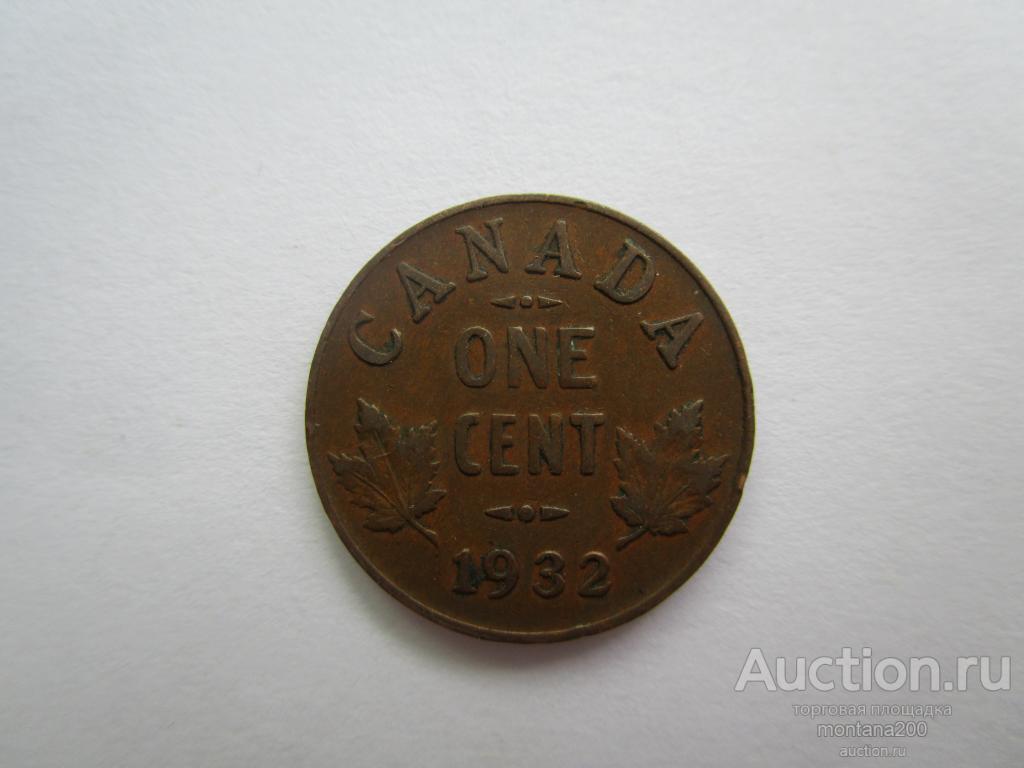 CANADA
ONE
CENT
1932
Auction.ru
торговая площадка
montana200
auction.ru